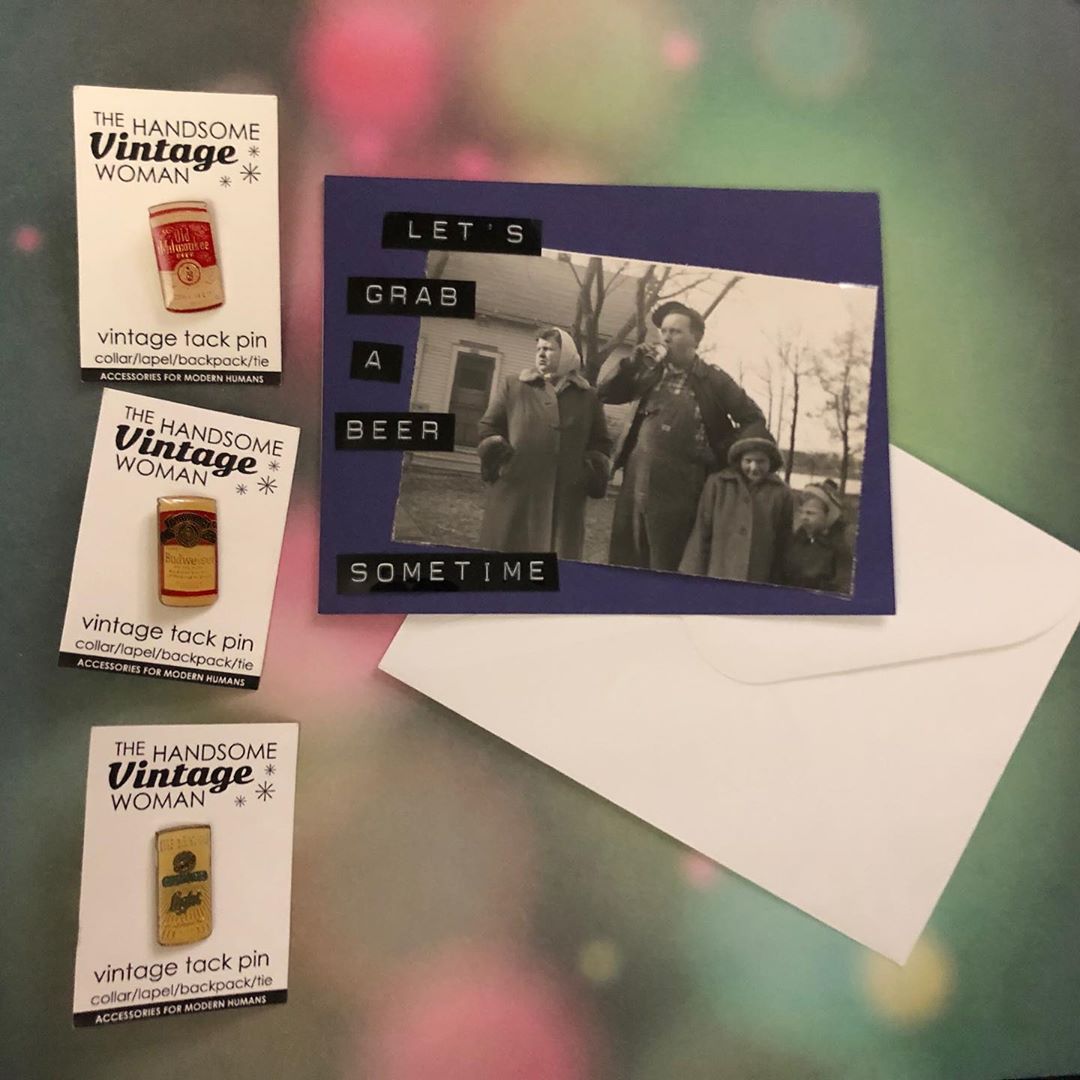 THE HANDSOME
Vintage
WOMAN
Old
Milwaukee
BEER
vintage tack pin
collar/lapel/backpack/tie
ACCESSORIES FOR MODERN HUMANS
THE HANDSOME
Vintage
WOMAN
Budweiser
vintage tack pin
collar/lapel/backpack/tie
ACCESSORIES FOR MODERN HUMANS
THE HANDSOME
Vintage
WOMAN
Light
vintage tack pin
collar/lapel/backpack/tie
ACCESSORIES FOR MODERN HUMANS
LET'S
GRAB
A
BEER
SOMETIME